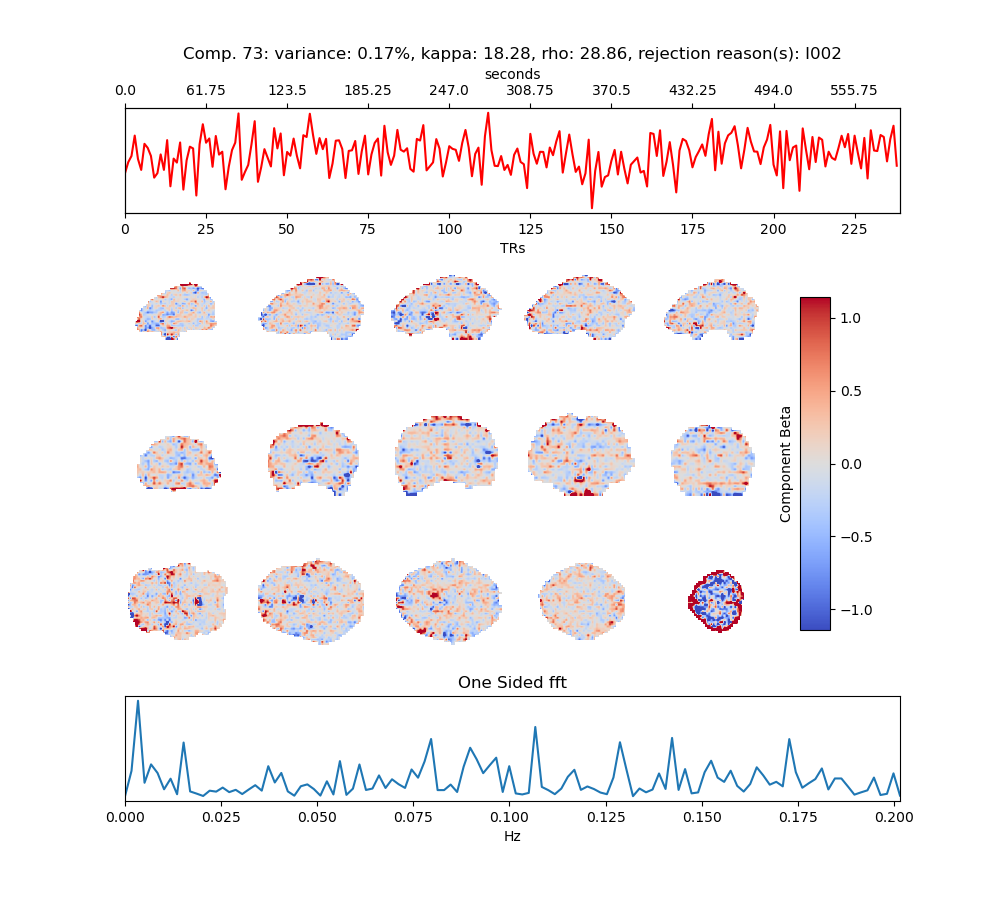 Comp. 73: variance: 0.17%, kappa: 18.28, rho: 28.86, rejection reason(s): I002
seconds
0.0 61.75 123.5 185.25 247.0 308.75 370.5 432.25 494.0 555.75
0 25 50 75 100 125 150 175 200 225
TRs
1.0
0.5
0.0
−0.5
−1.0
Component Beta
One Sided fft
0.000 0.025 0.050 0.075 0.100 0.125 0.150 0.175 0.200
Hz